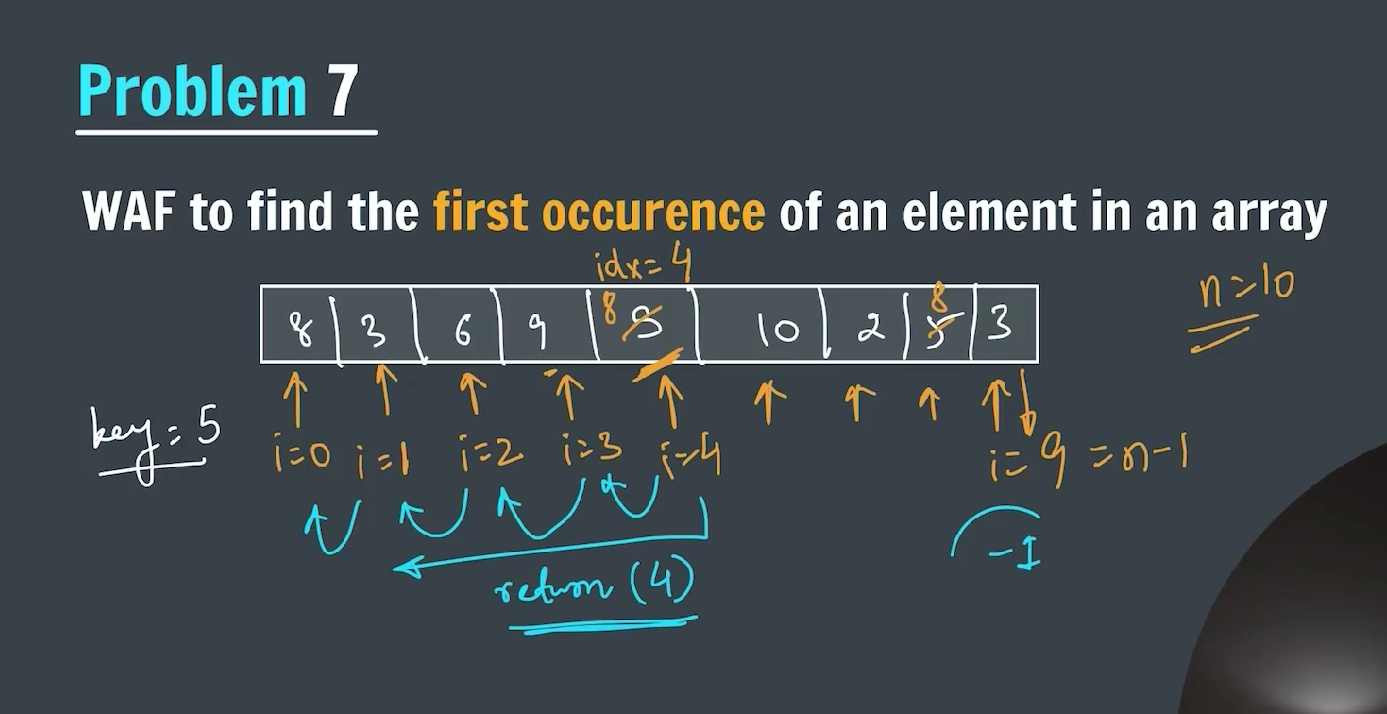 Problem 7
WAF to find the first occurence of an element in an array
idx=4
n=10
8 3 6 9 8 5 10 2 8 5 3
key=5
i=0 i=1 i=2 i=3 i=4
i=9=n-1
-1
return (4)